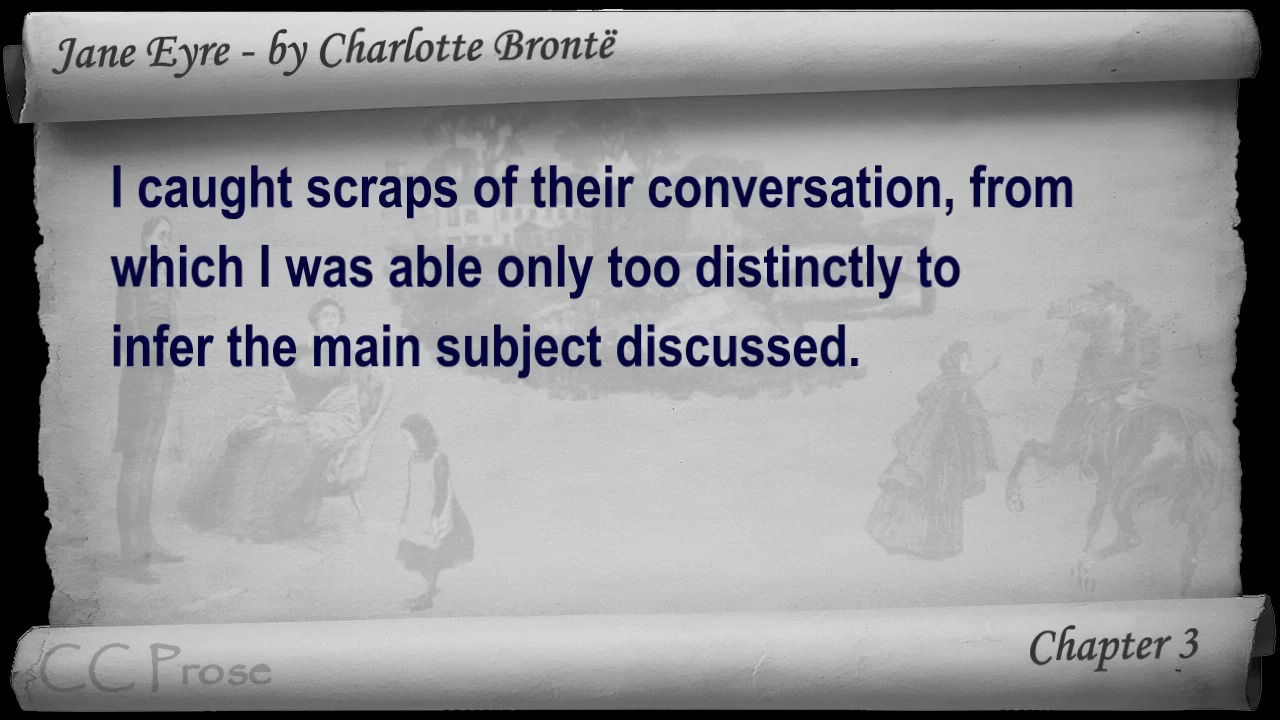 Jane Eyre - by Charlotte Brontë
I caught scraps of their conversation, from
which I was able only too distinctly to
infer the main subject discussed.
Chapter 3
CC Prose